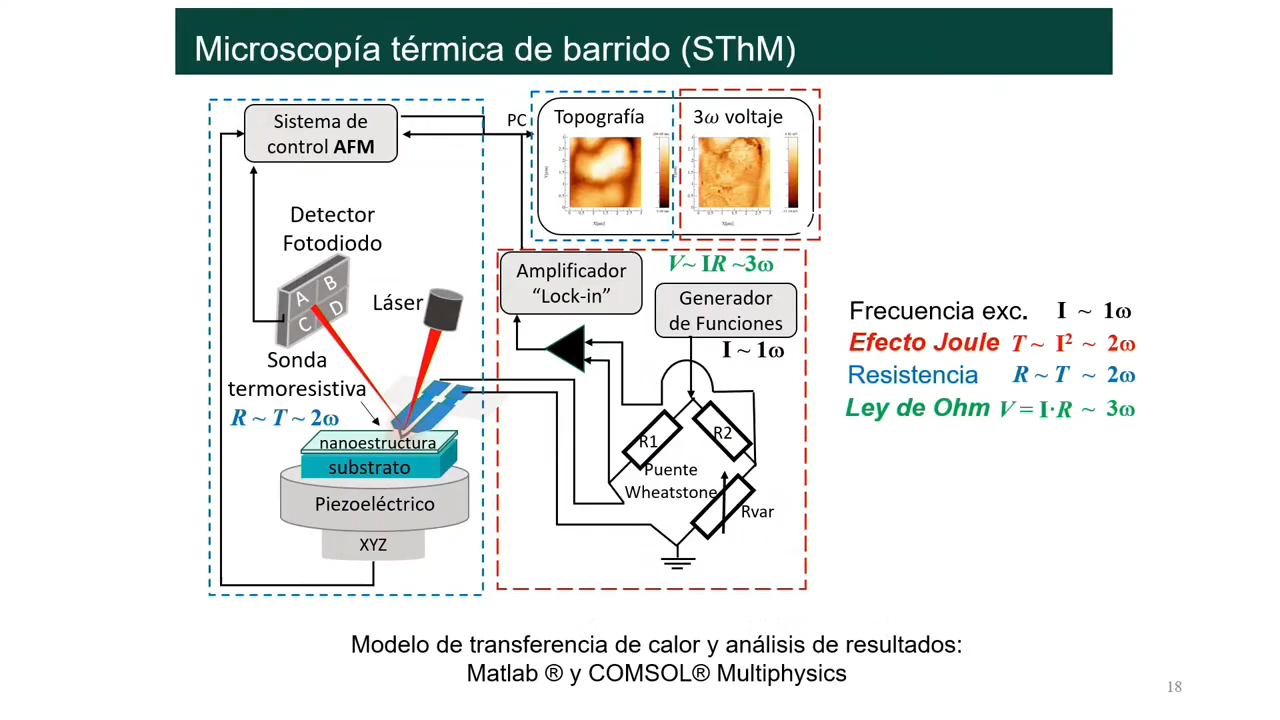 Microscopía térmica de barrido (SThM)
Sistema de
control AFM
PC
Topografía
3ω voltaje
Detector
Fotodiodo
A
B
C
D
Láser
Sonda
termoresistiva
R ~ T ~ 2ω
nanoestructura
substrato
Piezoeléctrico
XYZ
Amplificador
“Lock-in”
V~ IR ~3ω
Generador
de Funciones
I ~ 1ω
R1
R2
Puente
Wheatstone
Rvar
Frecuencia exc. I ~ 1ω
Efecto Joule T ~ I² ~ 2ω
Resistencia R ~ T ~ 2ω
Ley de Ohm V = I·R ~ 3ω
Modelo de transferencia de calor y análisis de resultados:
Matlab ® y COMSOL® Multiphysics
18